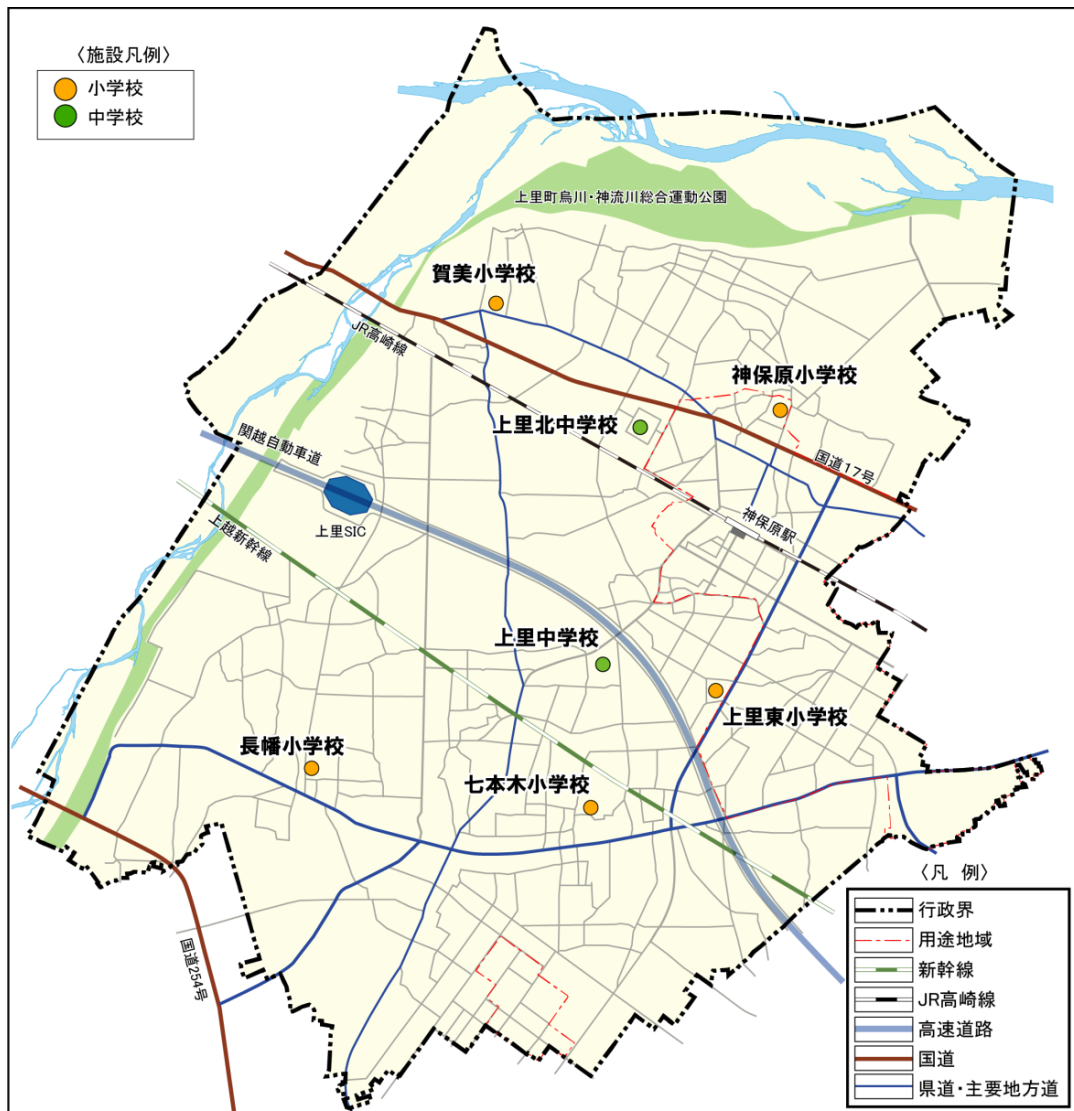 〈施設凡例〉
小学校
中学校
上里町烏川・神流川総合運動公園
賀美小学校
JR高崎線
神保原小学校
上里北中学校
国道17号
関越自動車道
上里SIC
上越新幹線
神保原駅
上里中学校
上里東小学校
長幡小学校
七本木小学校
国道254号
〈凡 例〉
行政界
用途地域
新幹線
JR高崎線
高速道路
国道
県道・主要地方道